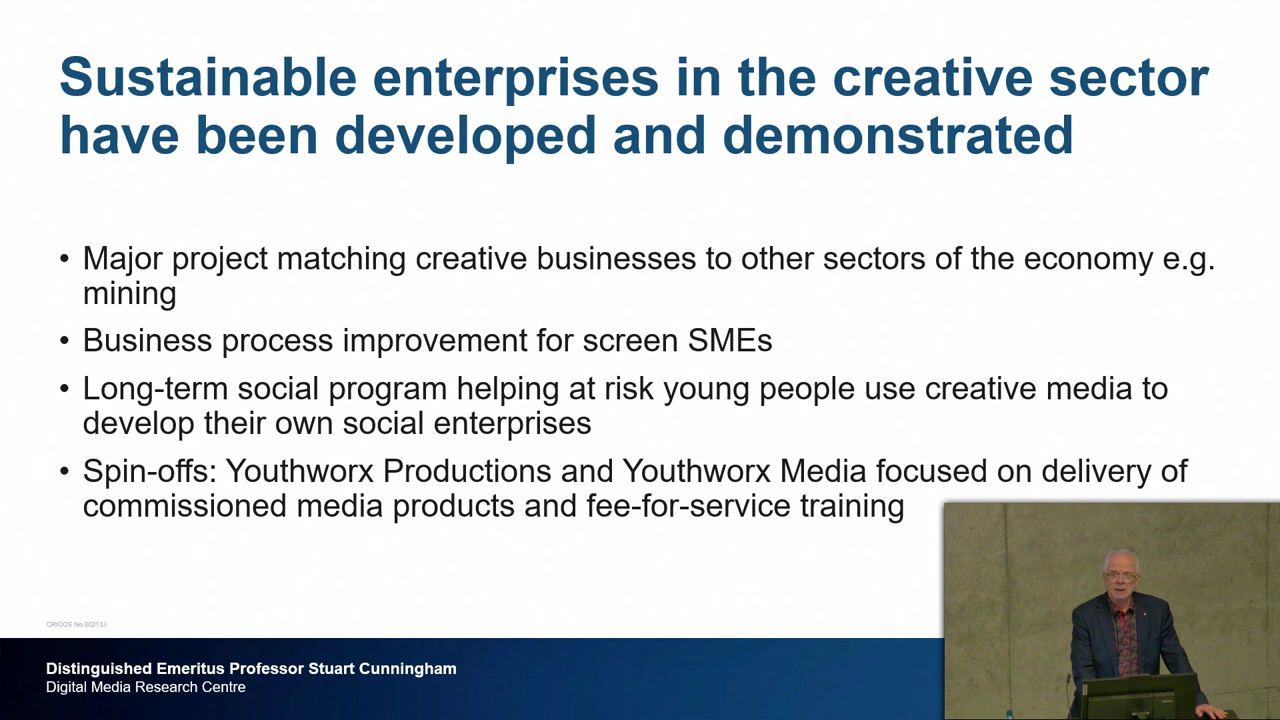 Sustainable enterprises in the creative sector
have been developed and demonstrated
• Major project matching creative businesses to other sectors of the economy e.g.
mining
• Business process improvement for screen SMEs
• Long-term social program helping at risk young people use creative media to
develop their own social enterprises
• Spin-offs: Youthworx Productions and Youthworx Media focused on delivery of
commissioned media products and fee-for-service training
CRICOS No.00213J
Distinguished Emeritus Professor Stuart Cunningham
Digital Media Research Centre